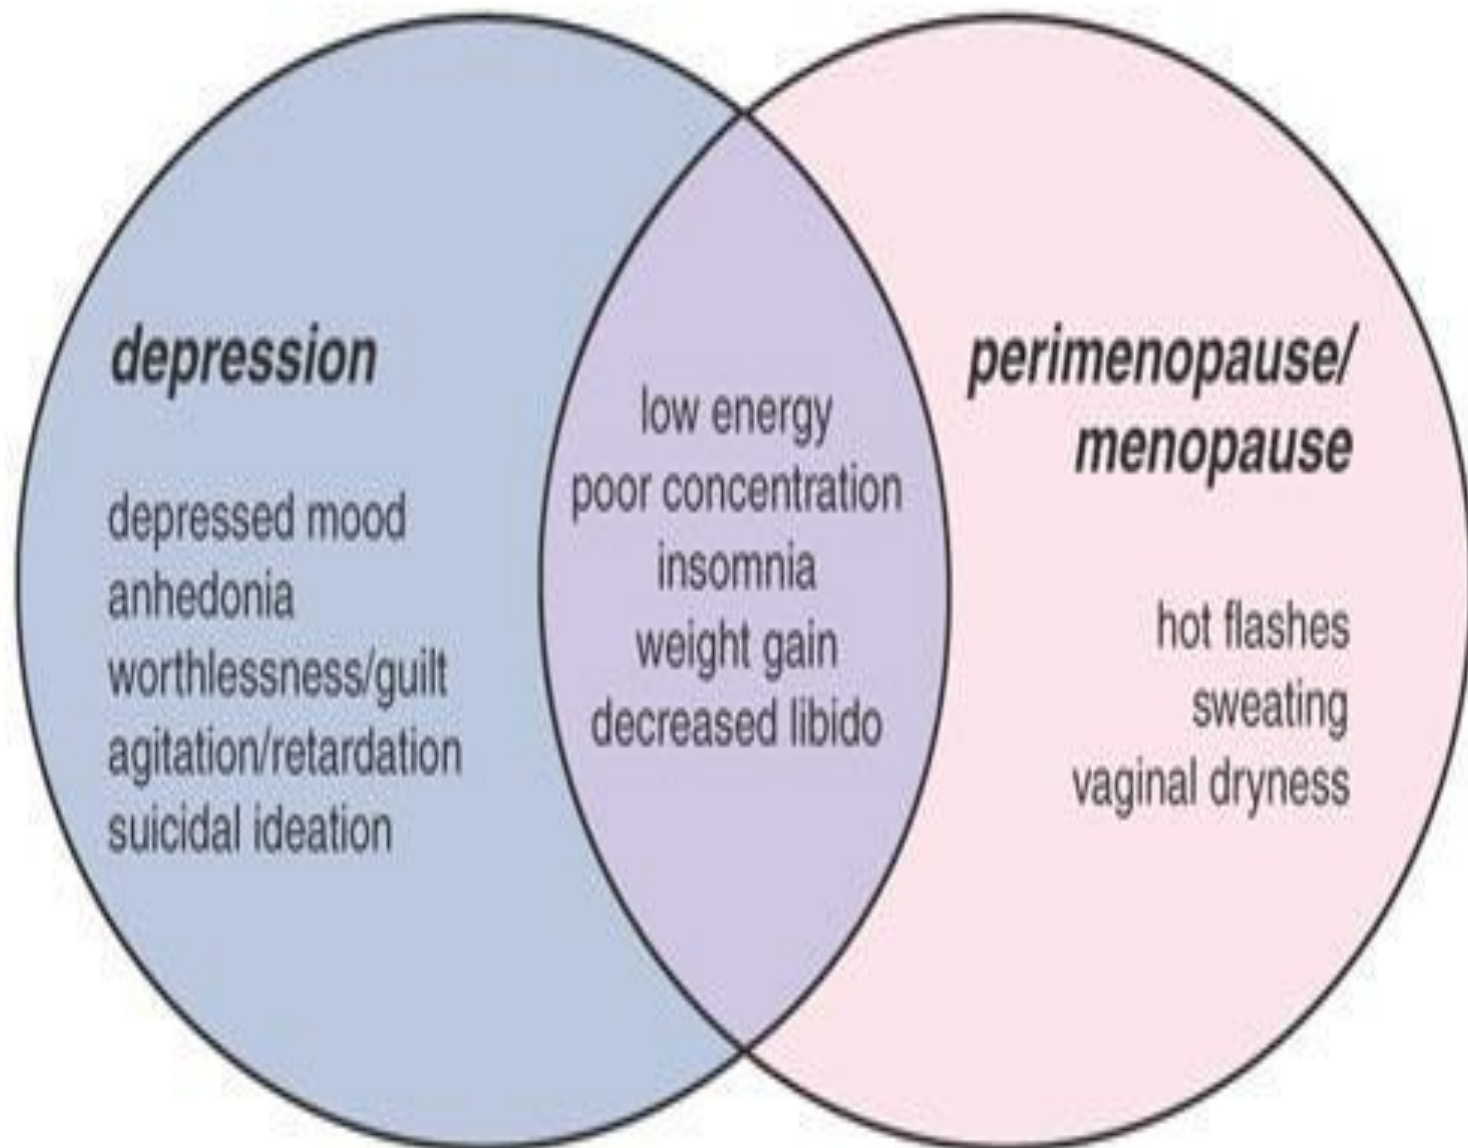 depression
depressed mood
anhedonia
worthlessness/guilt
agitation/retardation
suicidal ideation
low energy
poor concentration
insomnia
weight gain
decreased libido
perimenopause/
menopause
hot flashes
sweating
vaginal dryness